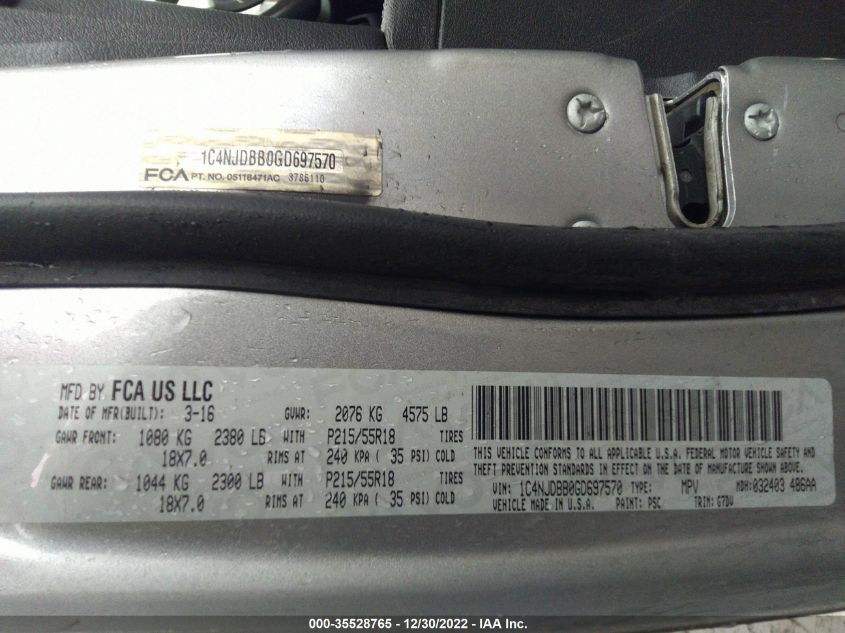 1C4NJDBB0GD697570
FCA PT. NO. 05116471AC 3786110
MFD BY FCA US LLC
DATE OF MFR(BUILT): 3-16 GVWR: 2076 KG 4575 LB
GAWR FRONT: 1080 KG 2380 LB WITH P215/55R18 TIRES
18X7.0 RIMS AT 240 KPA ( 35 PSI) COLD
GAWR REAR: 1044 KG 2300 LB WITH P215/55R18 TIRES
18X7.0 RIMS AT 240 KPA ( 35 PSI) COLD
THIS VEHICLE CONFORMS TO ALL APPLICABLE U.S.A. FEDERAL MOTOR VEHICLE SAFETY AND
THEFT PREVENTION STANDARDS IN EFFECT ON THE DATE OF MANUFACTURE SHOWN ABOVE.
VIN: 1C4NJDBB0GD697570 TYPE: MPV MDH:032403 486AA
VEHICLE MADE IN U.S.A. PAINT: PSC TRIM: G7DV
000-35528765 - 12/30/2022 - IAA Inc.